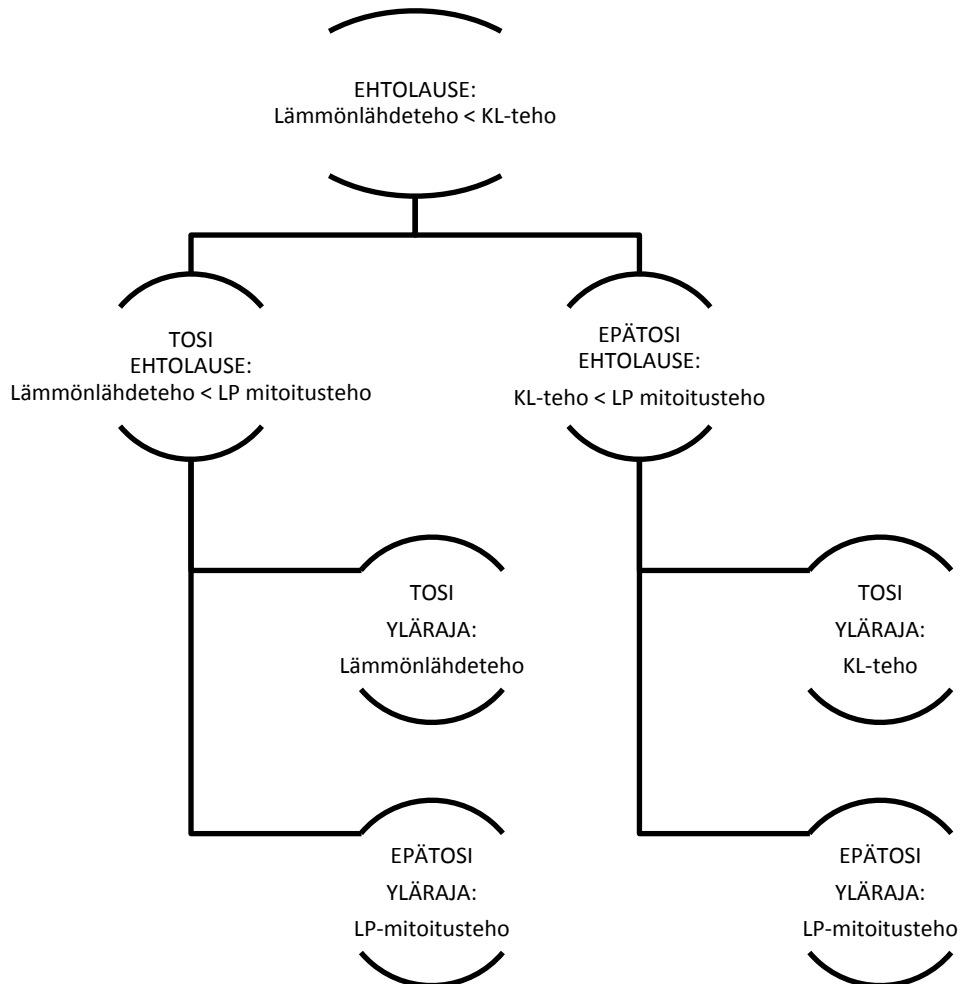 EHTOLAUSE:
Lämmönlähdeteho < KL-teho
TOSI
EHTOLAUSE:
Lämmönlähdeteho < LP mitoitusteho
EPÄTOSI
EHTOLAUSE:
KL-teho < LP mitoitusteho
TOSI
YLÄRAJA:
Lämmönlähdeteho
TOSI
YLÄRAJA:
KL-teho
EPÄTOSI
YLÄRAJA:
LP-mitoitusteho
EPÄTOSI
YLÄRAJA:
LP-mitoitusteho